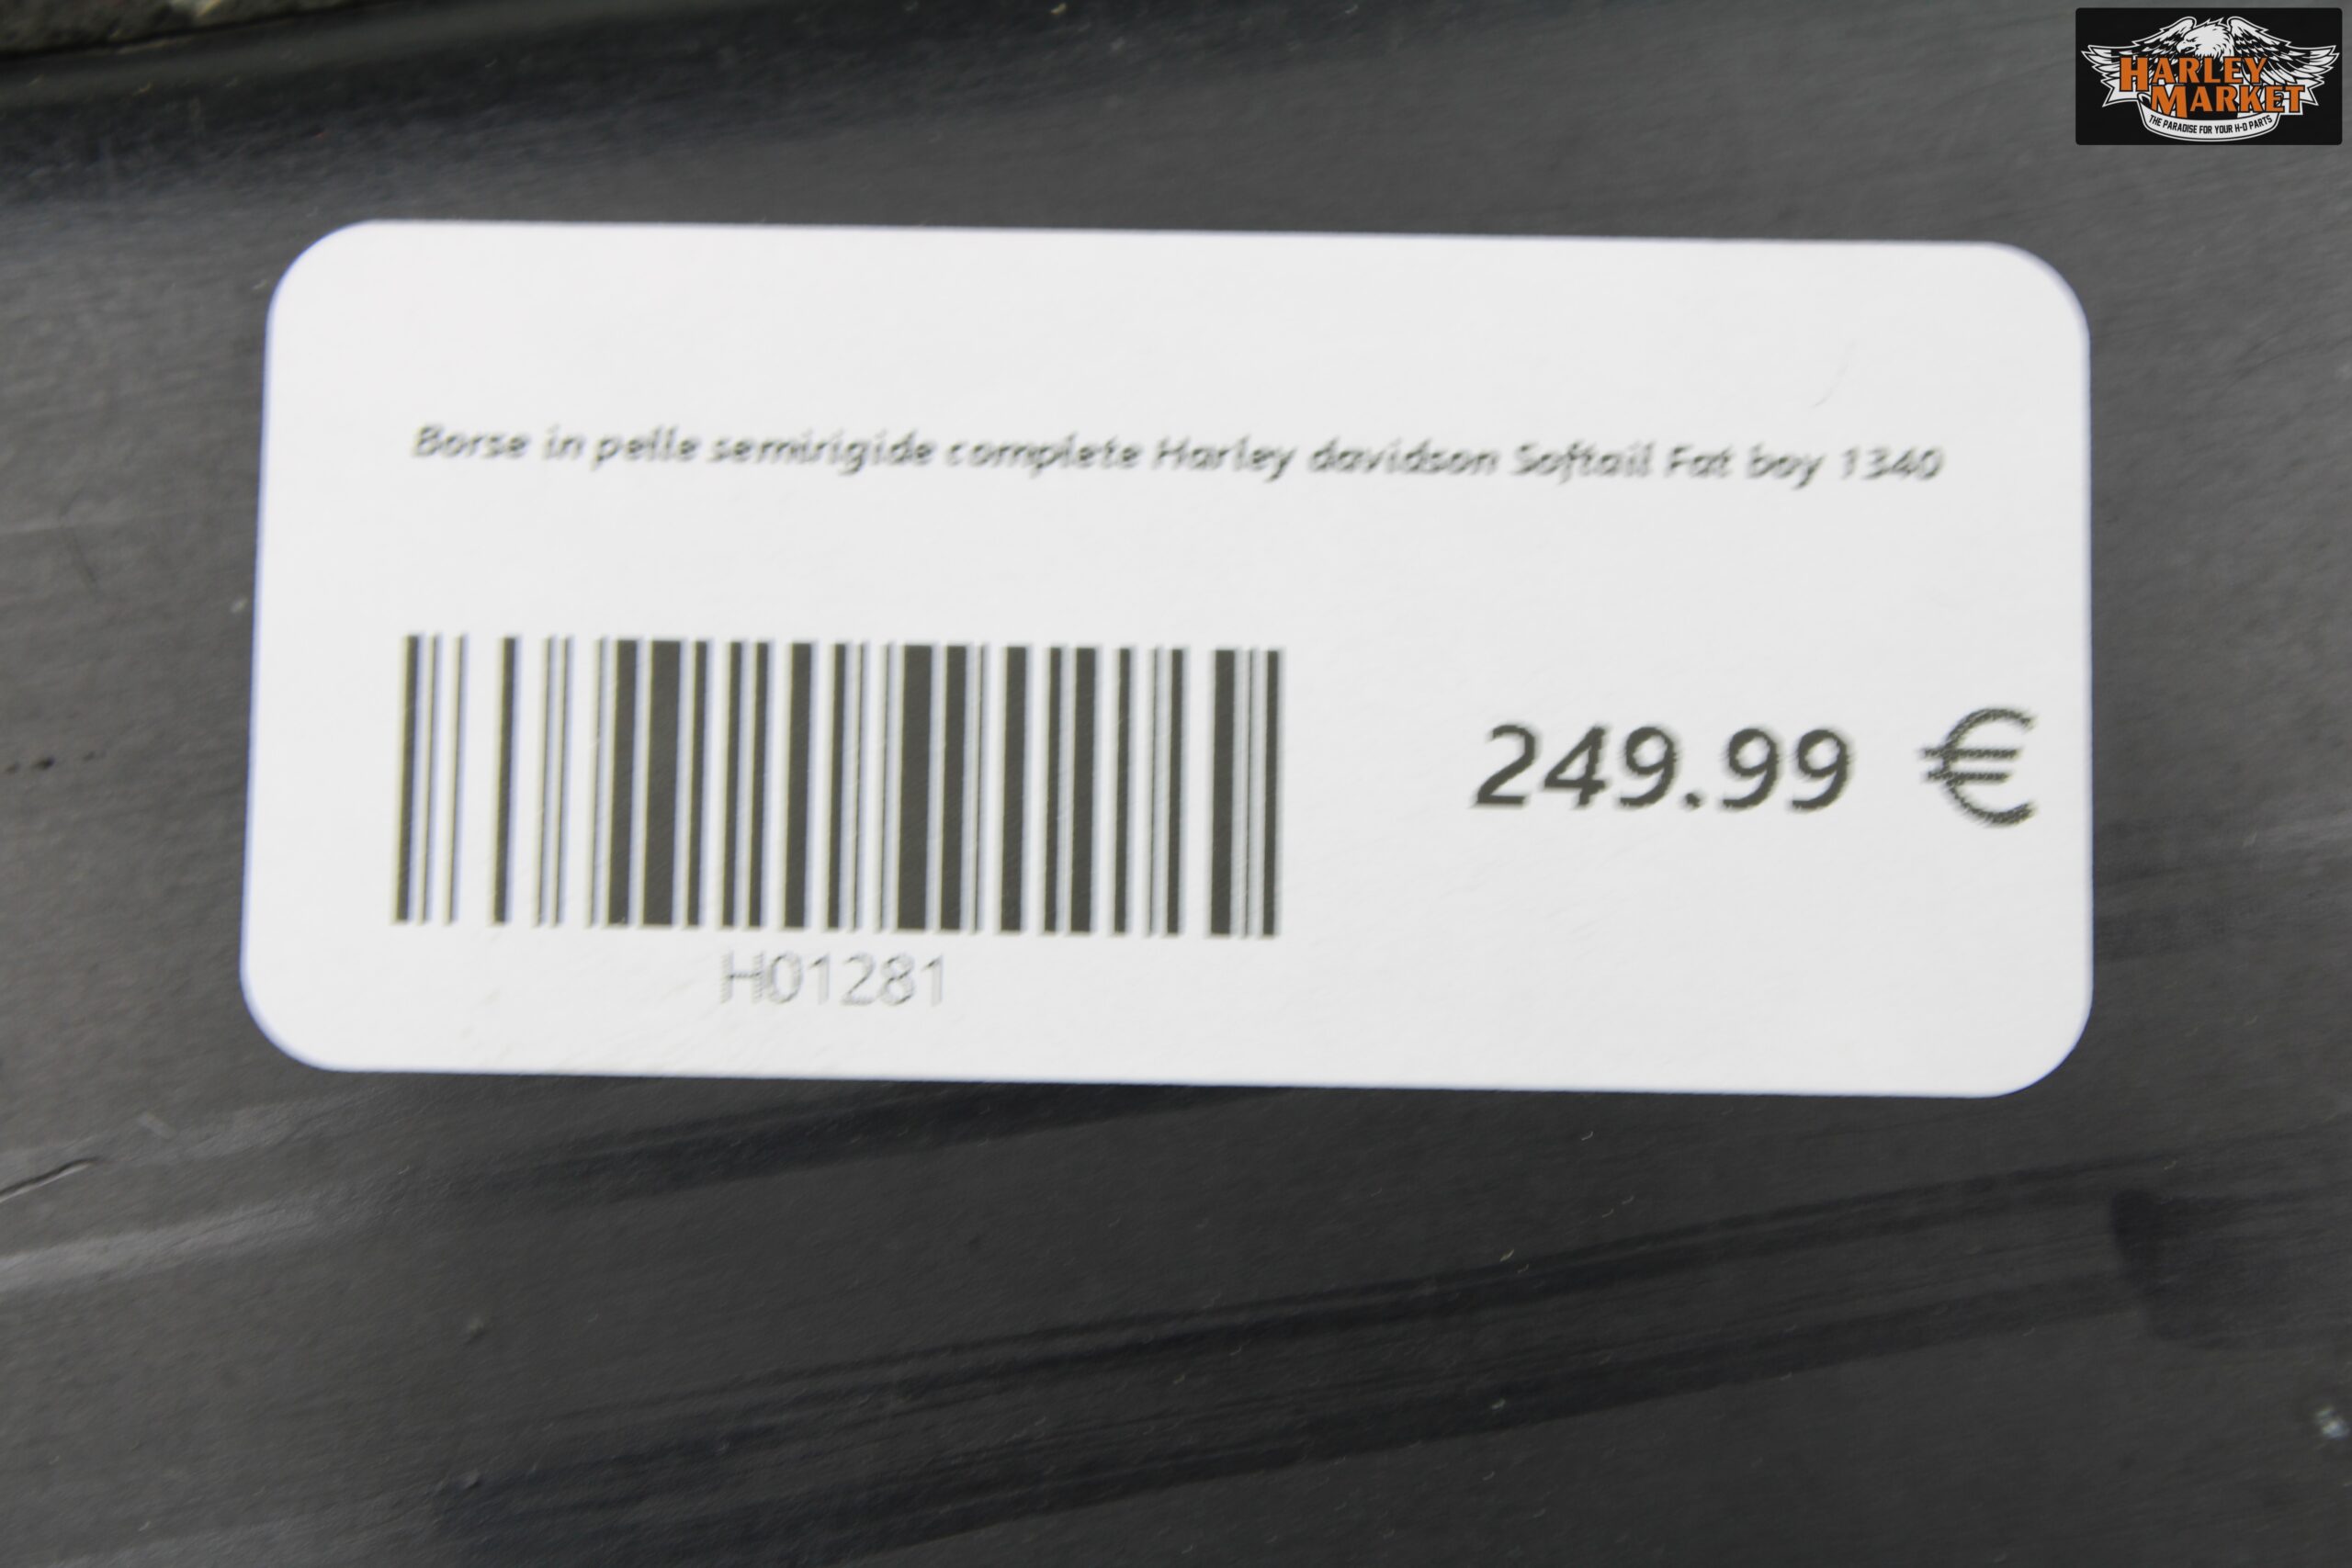 HARLEY
MARKET
THE PARADISE FOR YOUR H-D PARTS
Borse in pelle semirigide complete Harley davidson Softail Fat boy 1340
249.99 €
H01281